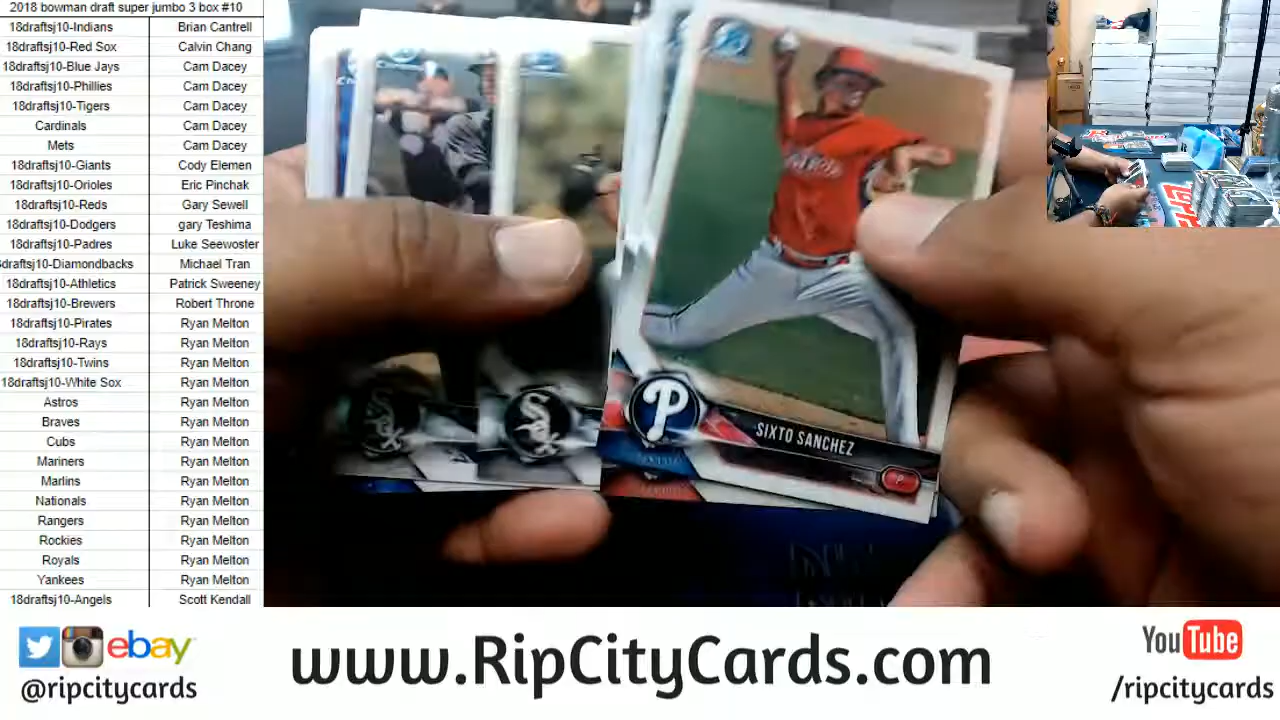 2018 bowman draft super jumbo 3 box #10
18draftsj10-Indians Brian Cantrell
18draftsj10-Red Sox Calvin Chang
18draftsj10-Blue Jays Cam Dacey
18draftsj10-Phillies Cam Dacey
18draftsj10-Tigers Cam Dacey
Cardinals Cam Dacey
Mets Cam Dacey
18draftsj10-Giants Cody Elemen
18draftsj10-Orioles Eric Pinchak
18draftsj10-Reds Gary Sewell
18draftsj10-Dodgers gary Teshima
18draftsj10-Padres Luke Seewoster
draftsj10-Diamondbacks Michael Tran
18draftsj10-Athletics Patrick Sweeney
18draftsj10-Brewers Robert Throne
18draftsj10-Pirates Ryan Melton
18draftsj10-Rays Ryan Melton
18draftsj10-Twins Ryan Melton
18draftsj10-White Sox Ryan Melton
Astros Ryan Melton
Braves Ryan Melton
Cubs Ryan Melton
Mariners Ryan Melton
Marlins Ryan Melton
Nationals Ryan Melton
Rangers Ryan Melton
Rockies Ryan Melton
Royals Ryan Melton
Yankees Ryan Melton
18draftsj10-Angels Scott Kendall
P
SIXTO SANCHEZ
P
Sox
ebay
@ripcitycards
www.RipCityCards.com
YouTube
/ripcitycards